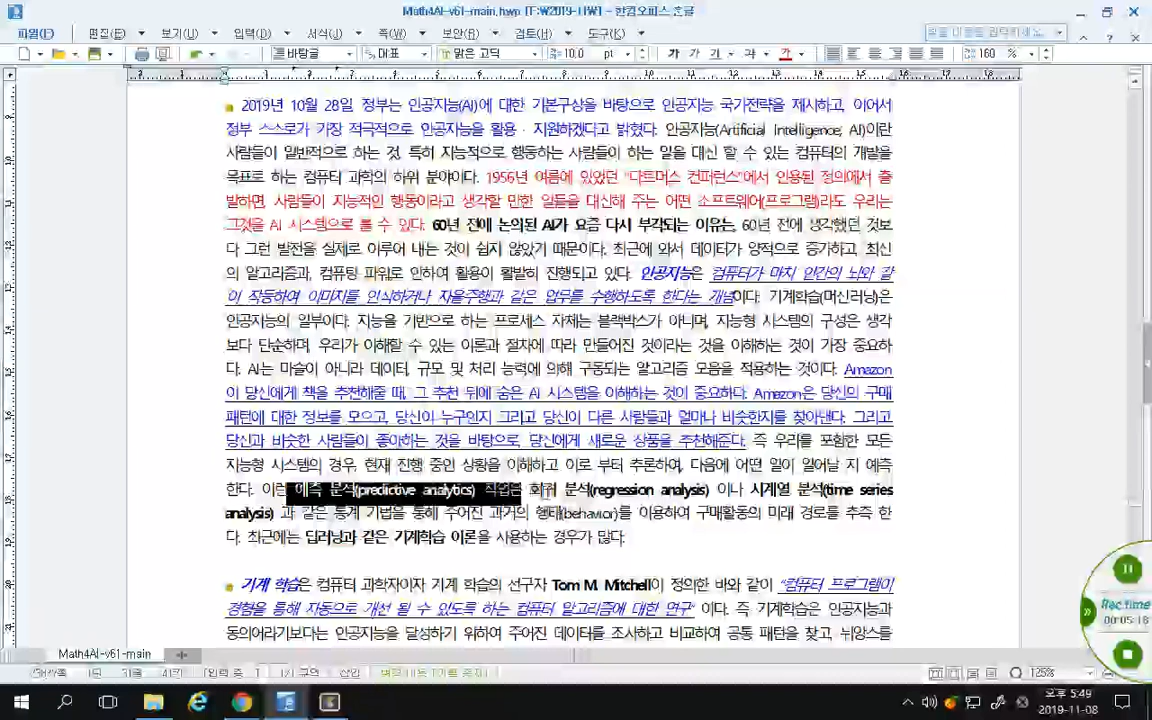 Math4AI-v61-main.hwp [F:\W2019-1\W\] - 한컴오피스 한글
파일(F) 편집(E) 보기(U) 입력(D) 서식(J) 쪽(W) 보안(R) 검토(H) 도구(K)
바탕글 대표 맑은 고딕 10.0 pt 가 가 가 가 160 %
■ 2019년 10월 28일 정부는 인공지능(AI)에 대한 기본구상을 바탕으로 인공지능 국가전략을 제시하고, 이어서
정부 스스로가 가장 적극적으로 인공지능을 활용 · 지원하겠다고 밝혔다. 인공지능(Artificial Intelligence; AI)이란
사람들이 일반적으로 하는 것, 특히 지능적으로 행동하는 사람들이 하는 일을 대신 할 수 있는 컴퓨터의 개발을
목표로 하는 컴퓨터 과학의 하위 분야이다. 1956년 여름에 있었던 "다트머스 컨퍼런스"에서 인용된 정의에서 출
발하면, 사람들이 지능적인 행동이라고 생각할 만한 일들을 대신해 주는 어떤 소프트웨어(프로그램)라도 우리는
그것을 AI 시스템으로 볼 수 있다. 60년 전에 논의된 AI가 요즘 다시 부각되는 이유는, 60년 전에 생각했던 것보
다 그런 발전을 실제로 이루어 내는 것이 쉽지 않았기 때문이다. 최근에 와서 데이터가 양적으로 증가하고, 최신
의 알고리즘과, 컴퓨팅 파워로 인하여 활용이 활발히 진행되고 있다. 인공지능은 컴퓨터가 마치 인간의 뇌와 같
이 작동하여 이미지를 인식하거나 자율주행과 같은 업무를 수행하도록 한다는 개념이다. 기계학습(머신러닝)은
인공지능의 일부이다. 지능을 기반으로 하는 프로세스 자체는 블랙박스가 아니며, 지능형 시스템의 구성은 생각
보다 단순하며, 우리가 이해할 수 있는 이론과 절차에 따라 만들어진 것이라는 것을 이해하는 것이 가장 중요하
다. AI는 마술이 아니라 데이터, 규모 및 처리 능력에 의해 구동되는 알고리즘 모음을 적용하는 것이다. Amazon
이 당신에게 책을 추천해줄 때, 그 추천 뒤에 숨은 AI 시스템을 이해하는 것이 중요하다. Amazon은 당신의 구매
패턴에 대한 정보를 모으고, 당신이 누구인지 그리고 당신이 다른 사람들과 얼마나 비슷한지를 찾아낸다. 그리고
당신과 비슷한 사람들이 좋아하는 것을 바탕으로, 당신에게 새로운 상품을 추천해준다. 즉 우리를 포함한 모든
지능형 시스템의 경우, 현재 진행 중인 상황을 이해하고 이로 부터 추론하여, 다음에 어떤 일이 일어날 지 예측
한다. 이런 예측 분석(predictive analytics) 작업은 회귀 분석(regression analysis) 이나 시계열 분석(time series
analysis) 과 같은 통계 기법을 통해 주어진 과거의 행태(behavior)를 이용하여 구매활동의 미래 경로를 추측 한
다. 최근에는 딥러닝과 같은 기계학습 이론을 사용하는 경우가 많다.
■ 기계 학습은 컴퓨터 과학자이자 기계 학습의 선구자 Tom M. Mitchell이 정의한 바와 같이 "컴퓨터 프로그램이
경험을 통해 자동으로 개선 될 수 있도록 하는 컴퓨터 알고리즘에 대한 연구" 이다. 즉 기계학습은 인공지능과
동의어라기보다는 인공지능을 달성하기 위하여 주어진 데이터를 조사하고 비교하여 공통 패턴을 찾고, 뉘앙스를
Rec time
00:05:18
Math4AI-v61-main
구역 삽입 125%
오후 5:49
2019-11-08